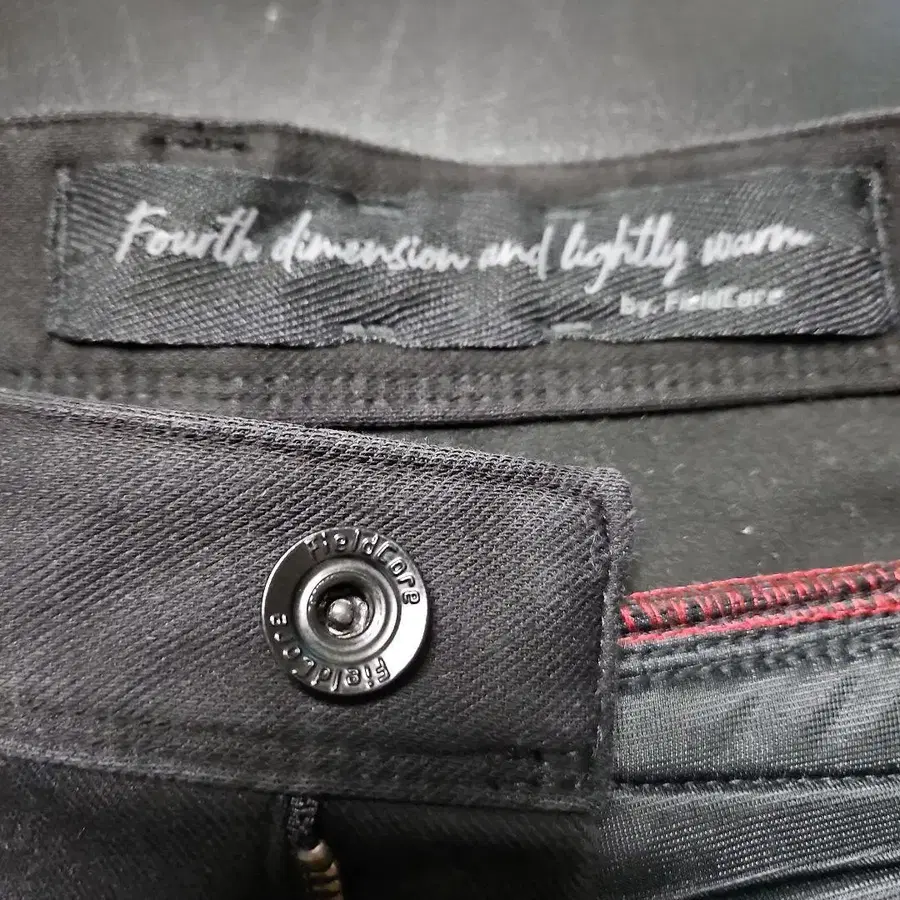 Fourth dimension and lightly warm
by. FieldCore
FieldCore
FieldCore